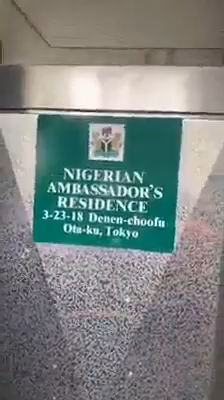 NIGERIAN
AMBASSADOR'S
RESIDENCE
3-23-18 Denen-choofu
Ota-ku, Tokyo